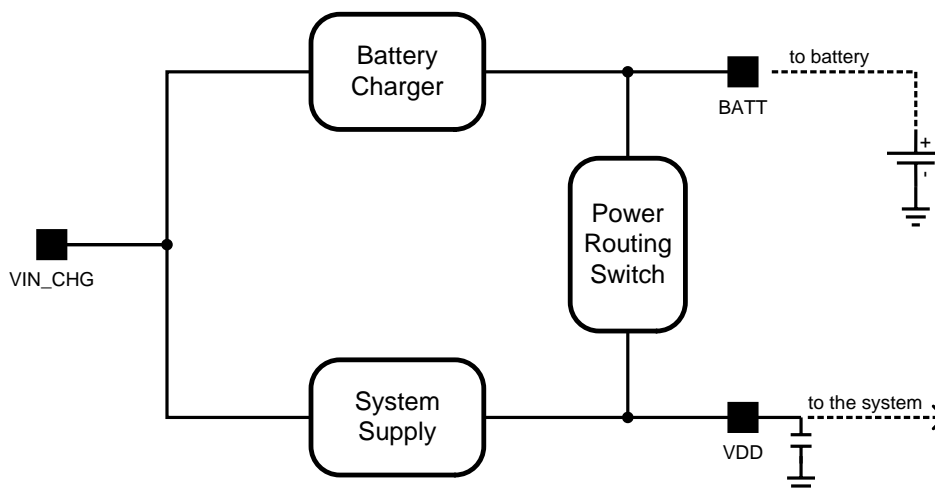 Battery
Charger
to battery
BATT
+
-
Power
Routing
Switch
VIN_CHG
System
Supply
to the system
VDD